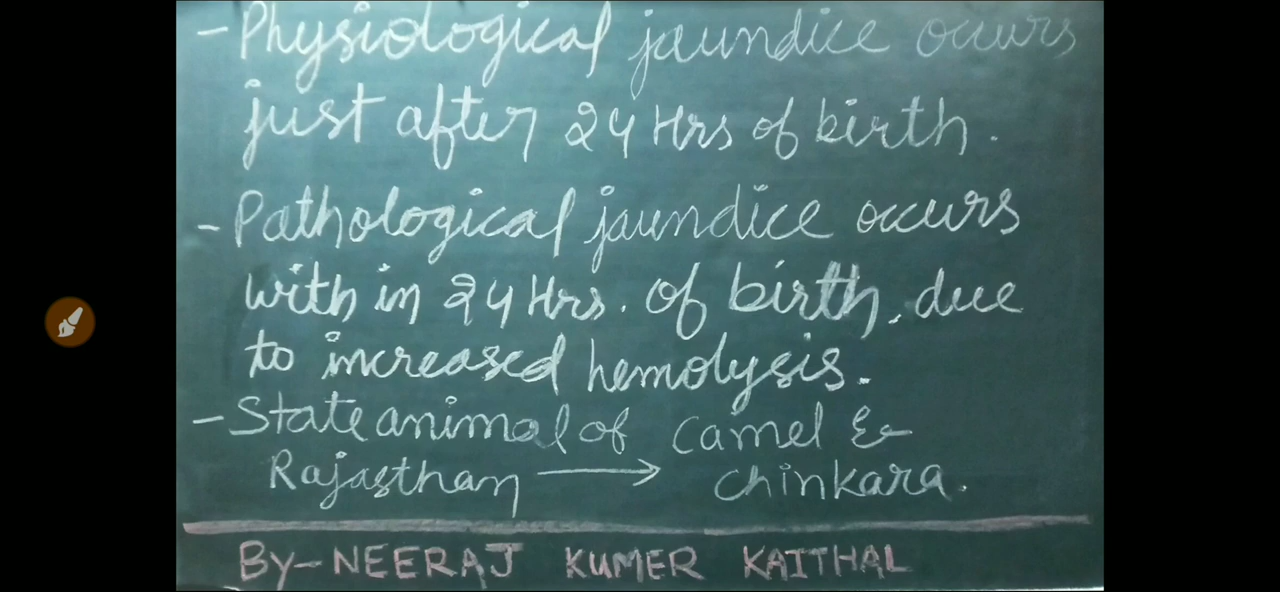 - Physiological jaundice occurs
just after 24 Hrs of birth.
- Pathological jaundice occurs
with in 24 Hrs. of birth, due
to increased hemolysis.
- State animal of Camel &
Rajasthan → Chinkara.
By - NEERAJ KUMER KAITHAL